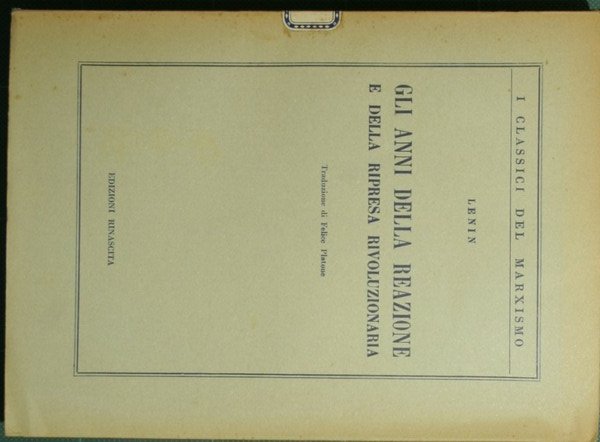 I CLASSICI DEL MARXISMO
LENIN
GLI ANNI DELLA REAZIONE
E DELLA RIPRESA RIVOLUZIONARIA
Traduzione di Felice Platone
EDIZIONI RINASCITA